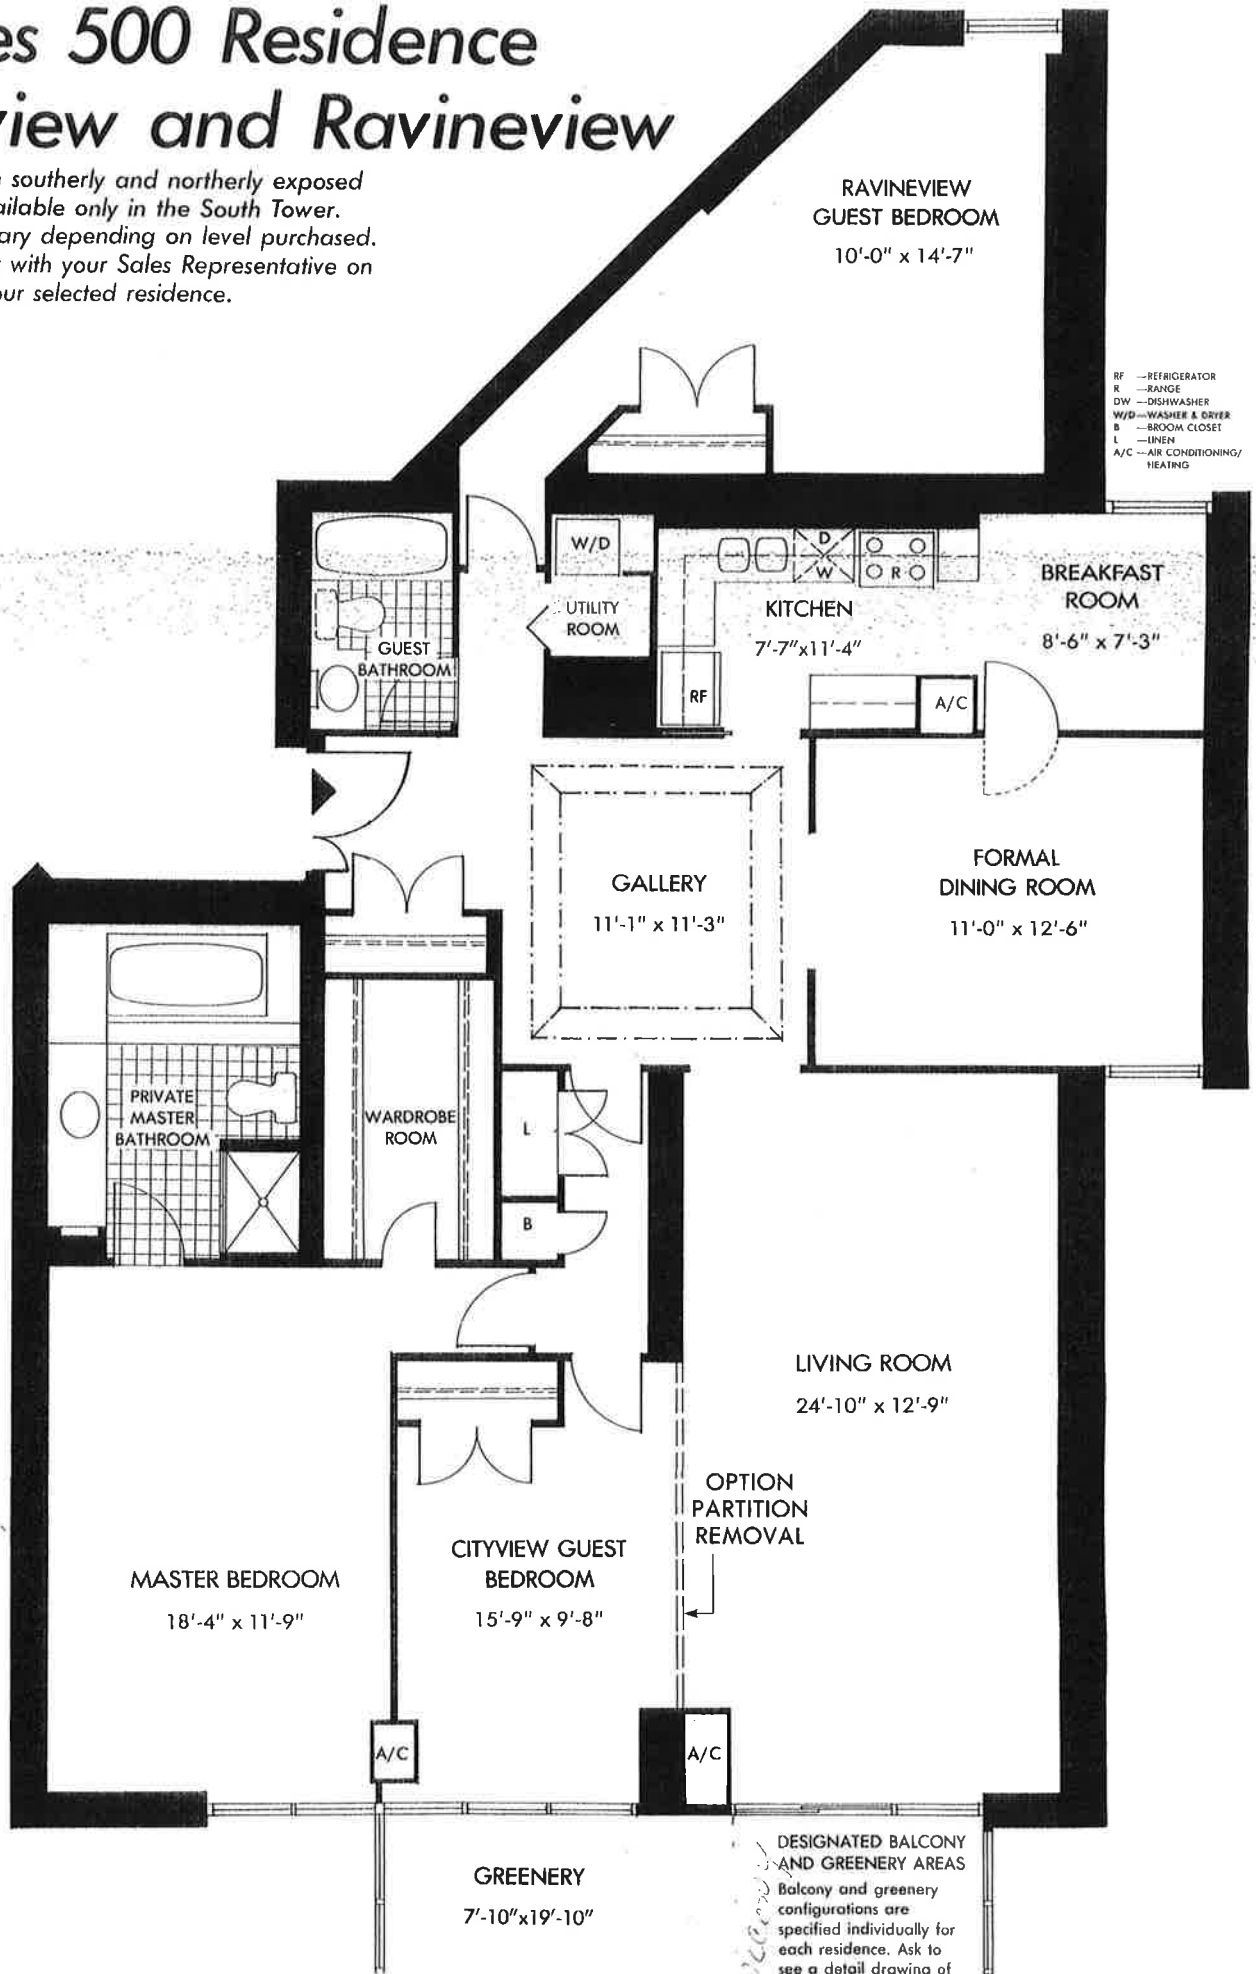 es 500 Residence
view and Ravineview
southerly and northerly exposed
ailable only in the South Tower.
ary depending on level purchased.
with your Sales Representative on
our selected residence.
RAVINEVIEW
GUEST BEDROOM
10'-0" x 14'-7"
RF —REFRIGERATOR
R —RANGE
DW —DISHWASHER
W/D—WASHER & DRYER
B —BROOM CLOSET
L —LINEN
A/C —AIR CONDITIONING/
HEATING
W/D
UTILITY
ROOM
D
W
R
KITCHEN
7'-7"x11'-4"
RF
A/C
BREAKFAST
ROOM
8'-6" x 7'-3"
GUEST
BATHROOM
GALLERY
11'-1" x 11'-3"
FORMAL
DINING ROOM
11'-0" x 12'-6"
PRIVATE
MASTER
BATHROOM
WARDROBE
ROOM
L
B
LIVING ROOM
24'-10" x 12'-9"
OPTION
PARTITION
REMOVAL
MASTER BEDROOM
18'-4" x 11'-9"
CITYVIEW GUEST
BEDROOM
15'-9" x 9'-8"
A/C
A/C
GREENERY
7'-10"x19'-10"
DESIGNATED BALCONY
AND GREENERY AREAS
Balcony and greenery
configurations are
specified individually for
each residence. Ask to
see a detail drawing of